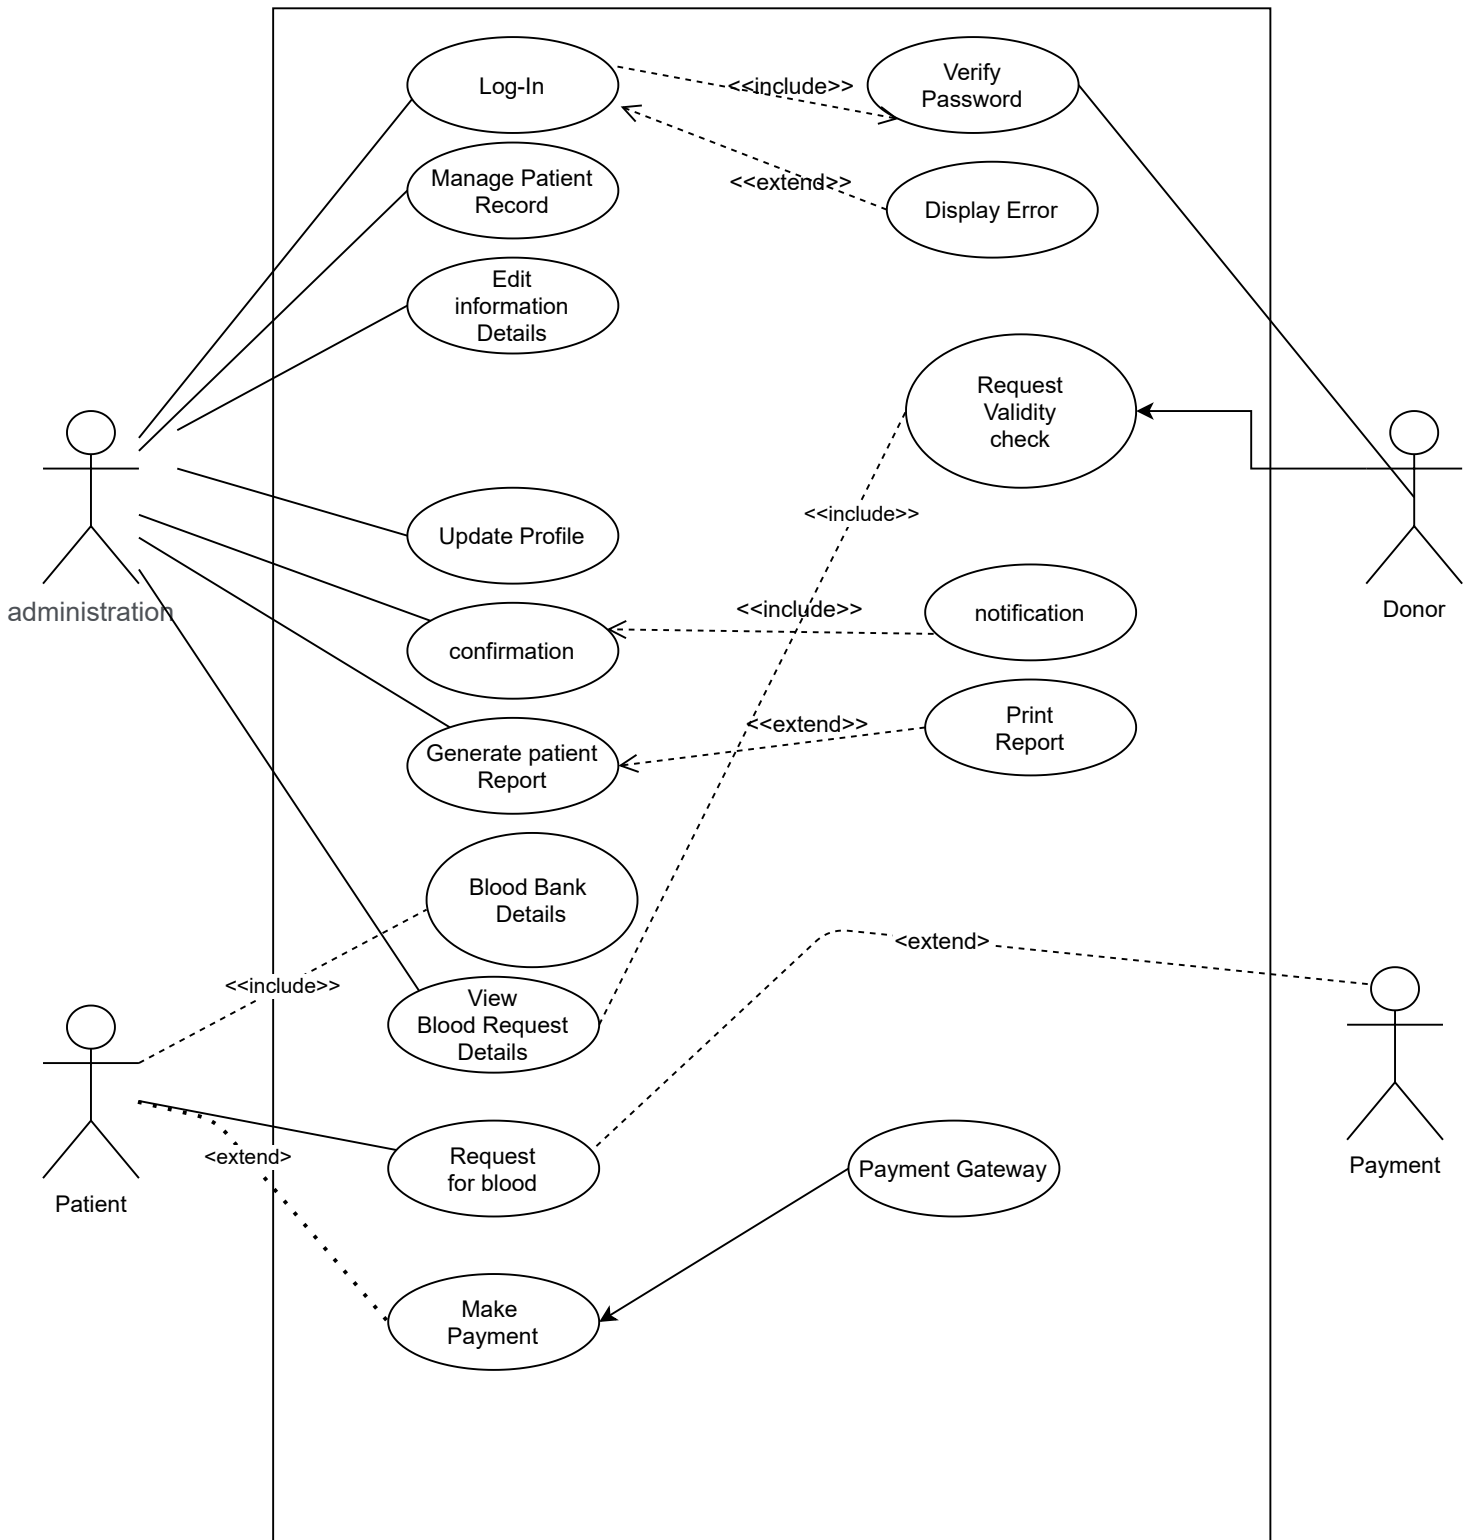 Log-In
<<include>>
Verify
Password
Manage Patient
Record
<<extend>>
Display Error
Edit
information
Details
Request
Validity
check
<<include>>
Update Profile
administration
<<include>>
notification
Donor
confirmation
Print
Report
<<extend>>
Generate patient
Report
Blood Bank
Details
<extend>
<<include>>
View
Blood Request
Details
Request
for blood
<extend>
Payment Gateway
Payment
Patient
Make
Payment